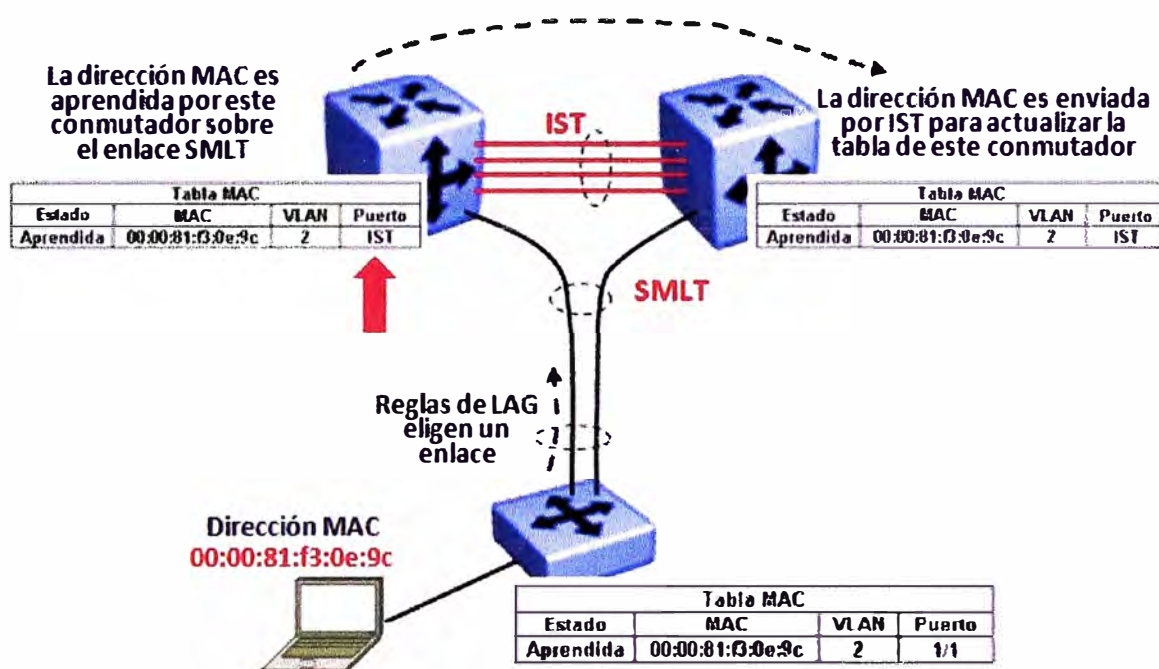 La dirección MAC es
aprendida por este
conmutador sobre
el enlace SMLT
IST
La dirección MAC es enviada
por IST para actualizar la
tabla de este conmutador
Tabla MAC
Estado MAC VLAN Puerto
Aprendida 00:00:81:f3:0e:9c 2 IST
Tabla MAC
Estado MAC VLAN Puerto
Aprendida 00:00:81:f3:0e:9c 2 IST
SMLT
Reglas de LAG
eligen un
enlace
Dirección MAC
00:00:81:f3:0e:9c
Tabla MAC
Estado MAC VLAN Puerto
Aprendida 00:00:81:f3:0e:9c 2 1/1